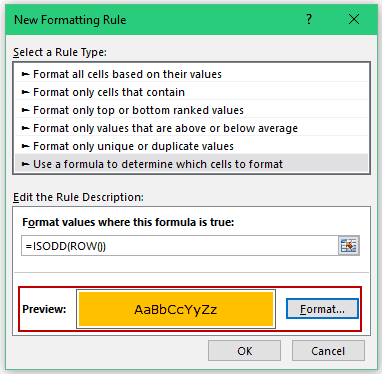 New Formatting Rule ? ×
Select a Rule Type:
► Format all cells based on their values
► Format only cells that contain
► Format only top or bottom ranked values
► Format only values that are above or below average
► Format only unique or duplicate values
► Use a formula to determine which cells to format
Edit the Rule Description:
Format values where this formula is true:
=ISODD(ROW())
Preview: AaBbCcYyZz Format...
OK Cancel